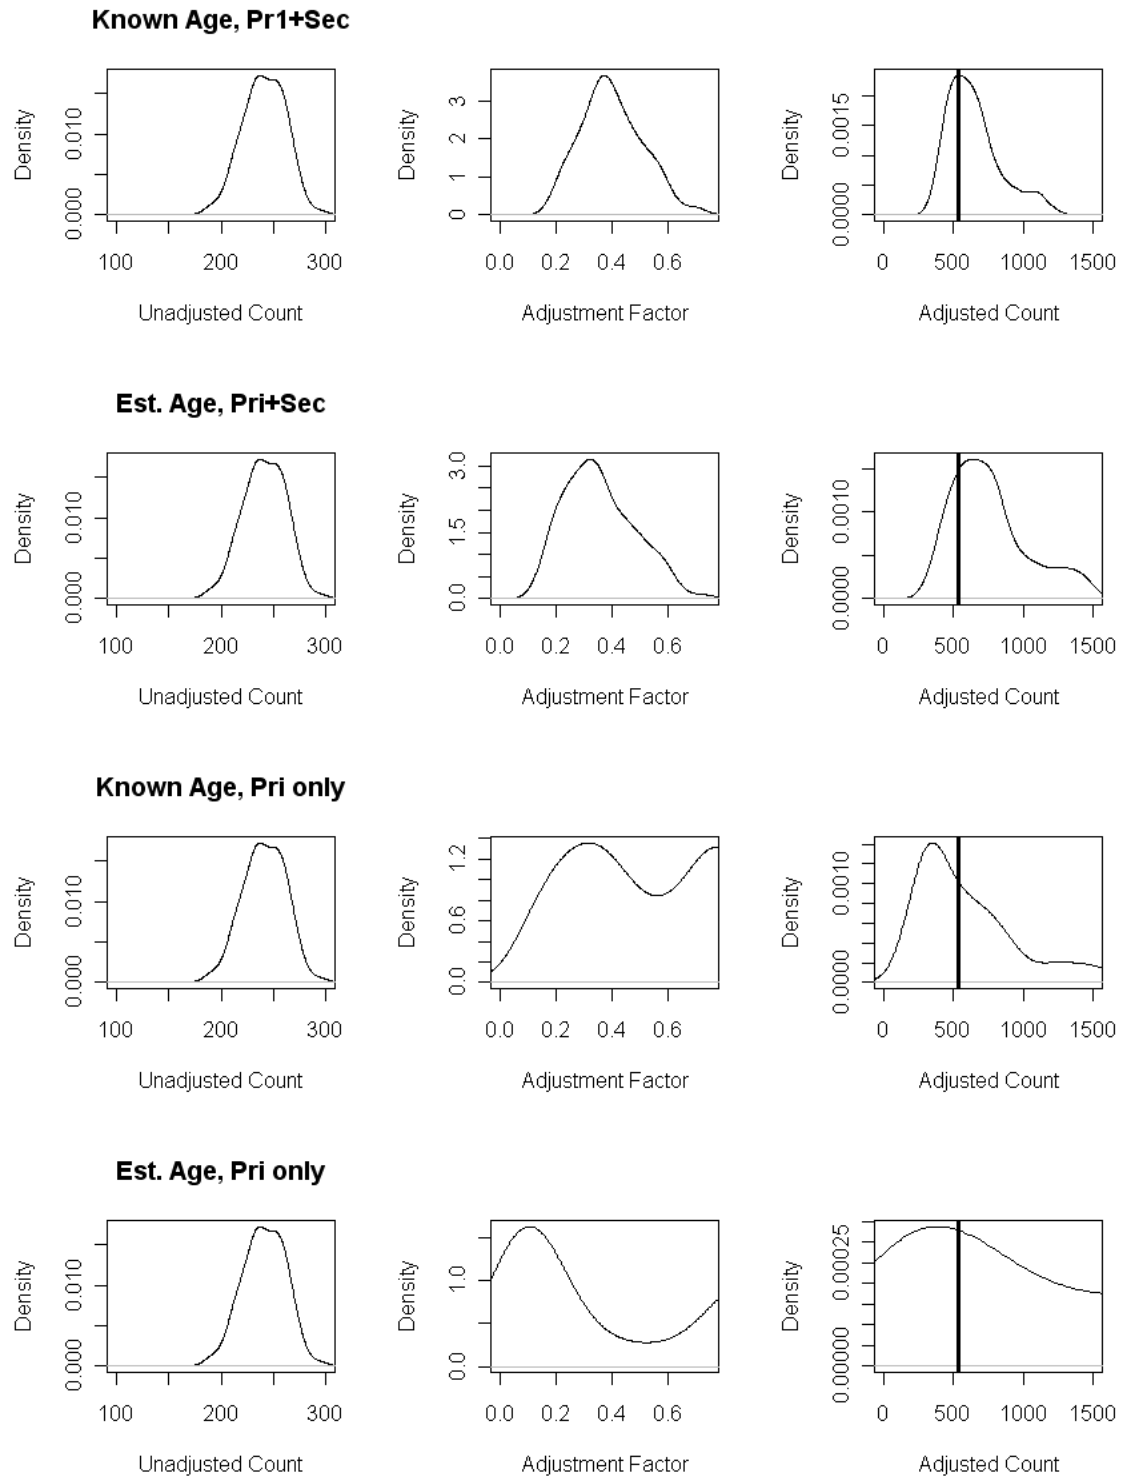 Known Age, Pr1+Sec
Density
0.000 0.010
100 200 300
Unadjusted Count
Density
0 1 2 3
0.0 0.2 0.4 0.6
Adjustment Factor
Density
0.0000 0.0015
0 500 1000 1500
Adjusted Count
Est. Age, Pri+Sec
Density
0.000 0.010
100 200 300
Unadjusted Count
Density
0.0 1.5 3.0
0.0 0.2 0.4 0.6
Adjustment Factor
Density
0.0000 0.0010
0 500 1000 1500
Adjusted Count
Known Age, Pri only
Density
0.000 0.010
100 200 300
Unadjusted Count
Density
0.0 0.6 1.2
0.0 0.2 0.4 0.6
Adjustment Factor
Density
0.0000 0.0010
0 500 1000 1500
Adjusted Count
Est. Age, Pri only
Density
0.000 0.010
100 200 300
Unadjusted Count
Density
0.0 1.0
0.0 0.2 0.4 0.6
Adjustment Factor
Density
0.00000 0.00025
0 500 1000 1500
Adjusted Count